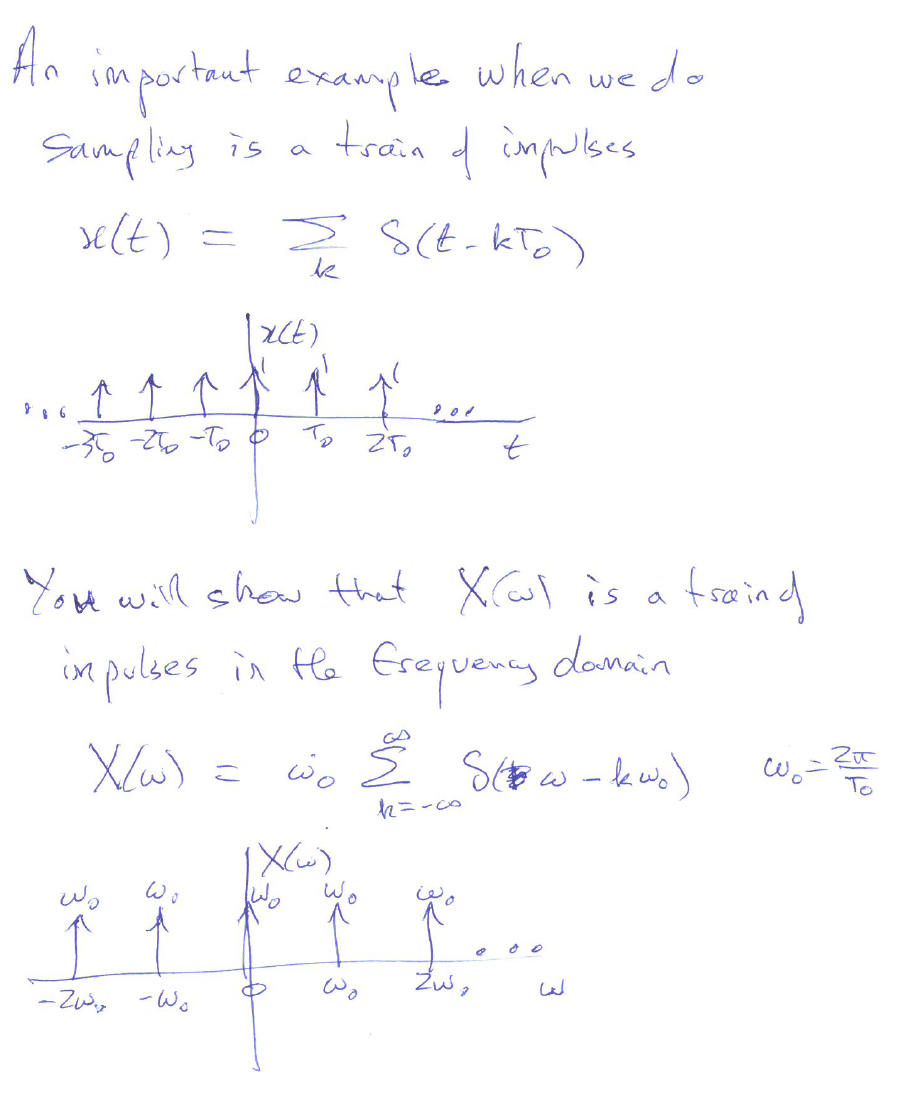 An important example when we do
Sampling is a train of impulses
x(t) = Σ_k δ(t - kT₀)
x(t)
1 1 1
... -3T₀ -2T₀ -T₀ 0 T₀ 2T₀ ... t
You will show that X(ω) is a train of
impulses in the frequency domain
X(ω) = ω₀ Σ_{k=-∞}^{∞} δ(ω - kω₀) ω₀ = 2π/T₀
X(ω)
ω₀ ω₀ ω₀ ω₀ ω₀
...
-2ω₀ -ω₀ 0 ω₀ 2ω₀ ω